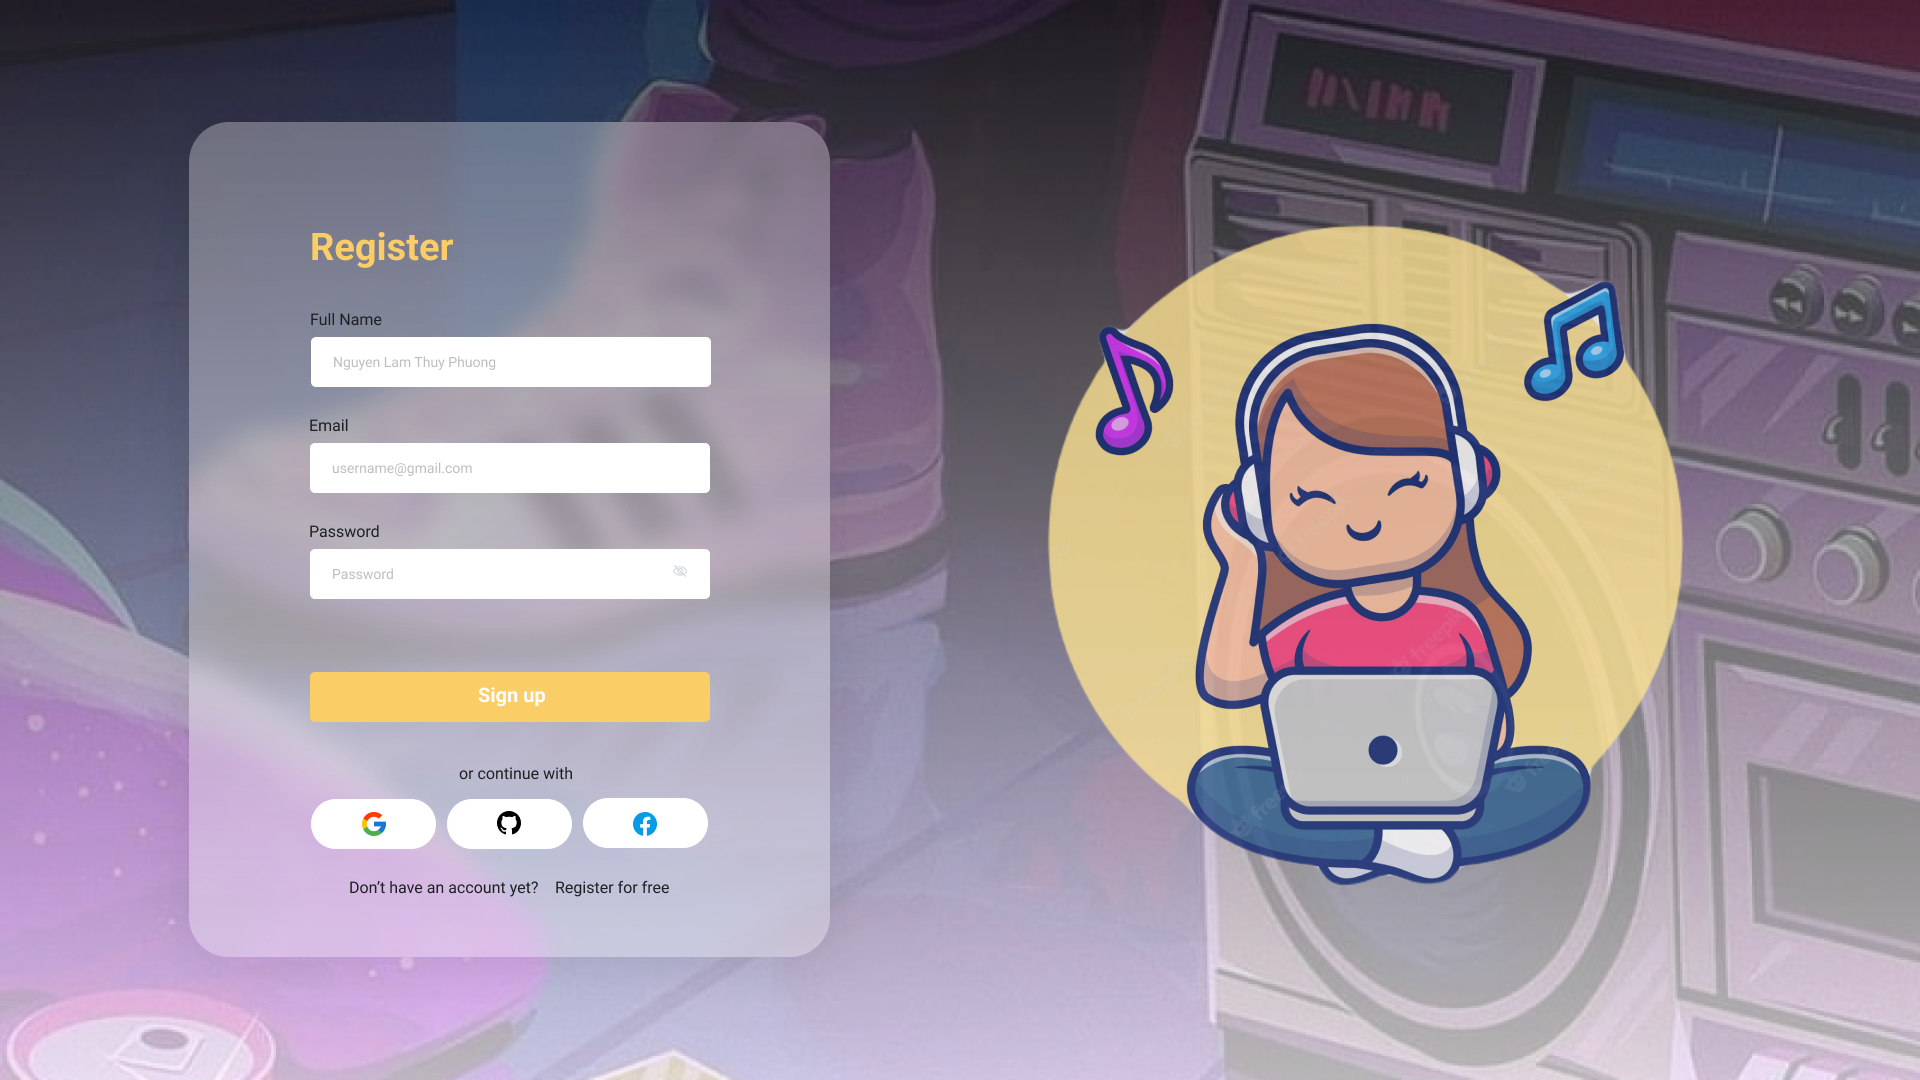 Register
Full Name
Nguyen Lam Thuy Phuong
Email
username@gmail.com
Password
Password
Sign up
or continue with
Don’t have an account yet? Register for free
freepik